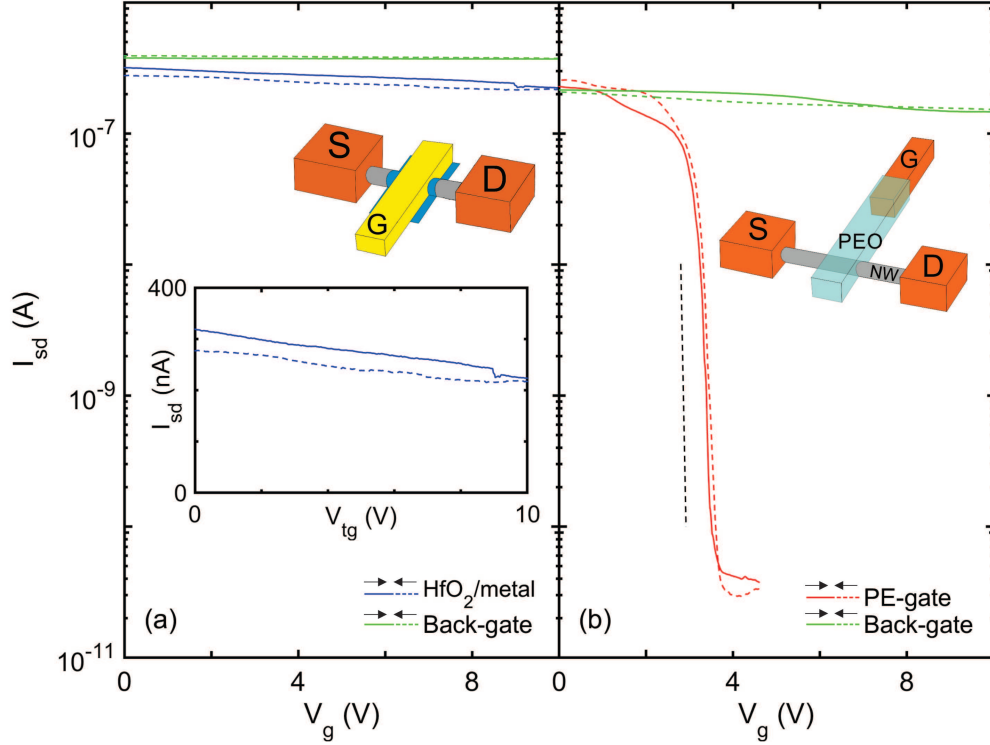 I_sd (A)
10^-7
10^-9
10^-11
S
D
G
400
I_sd (nA)
0
0
V_tg (V)
10
HfO₂/metal
Back-gate
(a)
0
4
8
V_g (V)
G
S
PEO
NW
D
PE-gate
Back-gate
(b)
0
4
8
V_g (V)